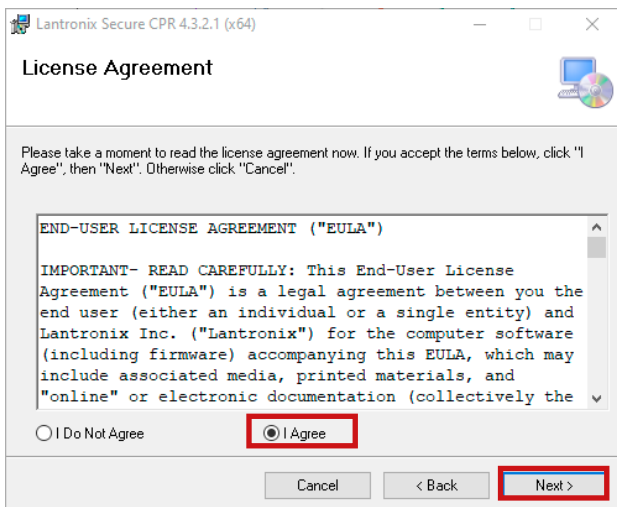 Lantronix Secure CPR 4.3.2.1 (x64)
License Agreement
Please take a moment to read the license agreement now. If you accept the terms below, click "I
Agree", then "Next". Otherwise click "Cancel".
END-USER LICENSE AGREEMENT ("EULA")
IMPORTANT- READ CAREFULLY: This End-User License
Agreement ("EULA") is a legal agreement between you the
end user (either an individual or a single entity) and
Lantronix Inc. ("Lantronix") for the computer software
(including firmware) accompanying this EULA, which may
include associated media, printed materials, and
"online" or electronic documentation (collectively the
I Do Not Agree
I Agree
Cancel
< Back
Next >